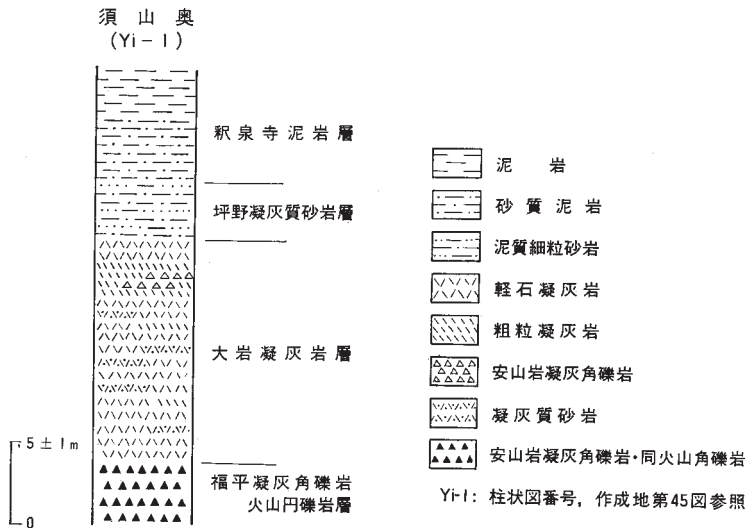 須山奥
(Yi-1)
釈泉寺泥岩層
坪野凝灰質砂岩層
大岩凝灰岩層
福平凝灰角礫岩
火山円礫岩層
5±1m
0
泥岩
砂質泥岩
泥質細粒砂岩
軽石凝灰岩
粗粒凝灰岩
安山岩凝灰角礫岩
凝灰質砂岩
安山岩凝灰角礫岩・同火山角礫岩
Yi-1: 柱状図番号，作成地第45図参照